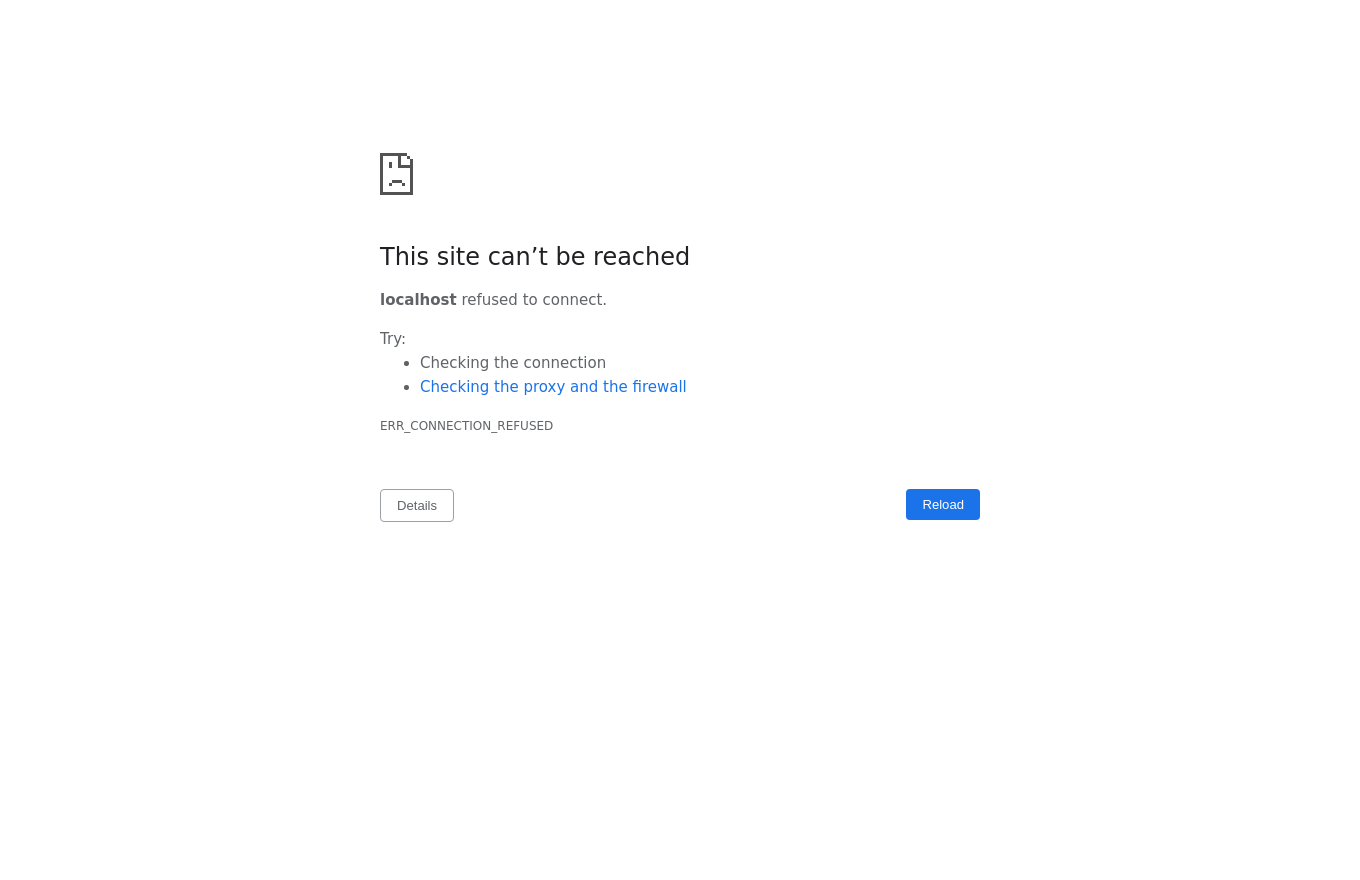 This site can’t be reached
localhost refused to connect.
Try:
Checking the connection
Checking the proxy and the firewall
ERR_CONNECTION_REFUSED
Details
Reload